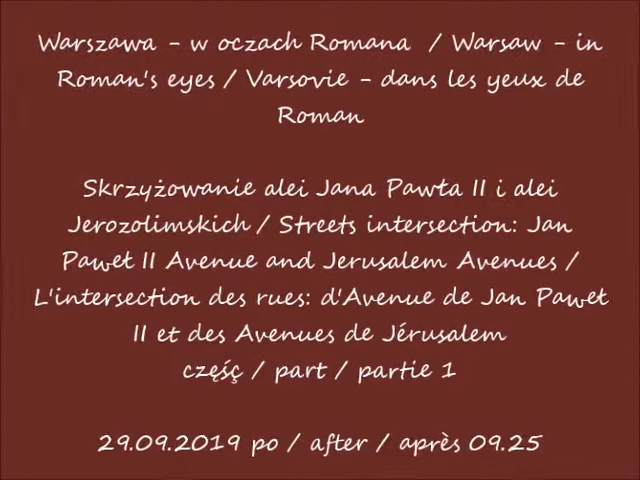 Warszawa - w oczach Romana / Warsaw - in
Roman's eyes / Varsovie - dans les yeux de
Roman
Skrzyżowanie alei Jana Pawła II i alei
Jerozolimskich / Streets intersection: Jan
Paweł II Avenue and Jerusalem Avenues /
L'intersection des rues: d'Avenue de Jan Paweł
II et des Avenues de Jérusalem
częśç / part / partie 1
29.09.2019 po / after / après 09.25